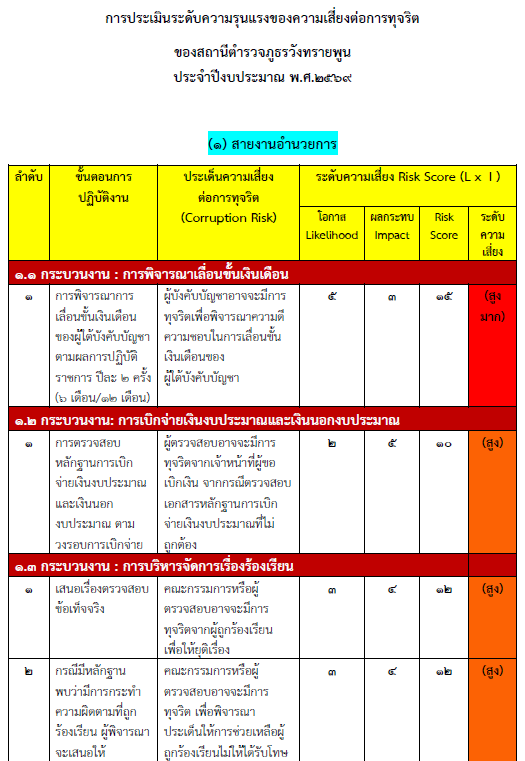 การประเมินระดับความรุนแรงของความเสี่ยงต่อการทุจริต
ของสถานีตำรวจภูธรวังทรายพูน
ประจำปีงบประมาณ พ.ศ.๒๕๖๙
(๑) สายงานอำนวยการ
ลำดับ
ขั้นตอนการ
ปฏิบัติงาน
ประเด็นความเสี่ยง
ต่อการทุจริต
(Corruption Risk)
ระดับความเสี่ยง Risk Score (L x I )
โอกาส
Likelihood
ผลกระทบ
Impact
Risk
Score
ระดับ
ความ
เสี่ยง
๑.๑ กระบวนงาน : การพิจารณาเลื่อนขั้นเงินเดือน
๑
การพิจารณาการ
เลื่อนขั้นเงินเดือน
ของผู้ใต้บังคับบัญชา
ตามผลการปฏิบัติ
ราชการ ปีละ ๒ ครั้ง
(๖ เดือน/๑๒ เดือน)
ผู้บังคับบัญชาอาจจะมีการ
ทุจริตเพื่อพิจารณาความดี
ความชอบในการเลื่อนขั้น
เงินเดือนของ
ผู้ใต้บังคับบัญชา
๕
๓
๑๕
(สูง
มาก)
๑.๒ กระบวนงาน: การเบิกจ่ายเงินงบประมาณและเงินนอกงบประมาณ
๑
การตรวจสอบ
หลักฐานการเบิก
จ่ายเงินงบประมาณ
และเงินนอก
งบประมาณ ตาม
วงรอบการเบิกจ่าย
ผู้ตรวจสอบอาจจะมีการ
ทุจริตจากเจ้าหน้าที่ผู้ขอ
เบิกเงิน จากกรณีตรวจสอบ
เอกสารหลักฐานการเบิก
จ่ายเงินงบประมาณที่ไม่
ถูกต้อง
๒
๕
๑๐
(สูง)
๑.๓ กระบวนงาน : การบริหารจัดการเรื่องร้องเรียน
๑
เสนอเรื่องตรวจสอบ
ข้อเท็จจริง
คณะกรรมการหรือผู้
ตรวจสอบอาจจะมีการ
ทุจริตจากผู้ถูกร้องเรียน
เพื่อให้ยุติเรื่อง
๓
๔
๑๒
(สูง)
๒
กรณีมีหลักฐาน
พบว่ามีการกระทำ
ความผิดตามที่ถูก
ร้องเรียน ผู้พิจารณา
จะเสนอให้
คณะกรรมการหรือผู้
ตรวจสอบอาจจะมีการ
ทุจริต เพื่อพิจารณา
ประเด็นให้การช่วยเหลือผู้
ถูกร้องเรียนไม่ให้ได้รับโทษ
๓
๔
๑๒
(สูง)